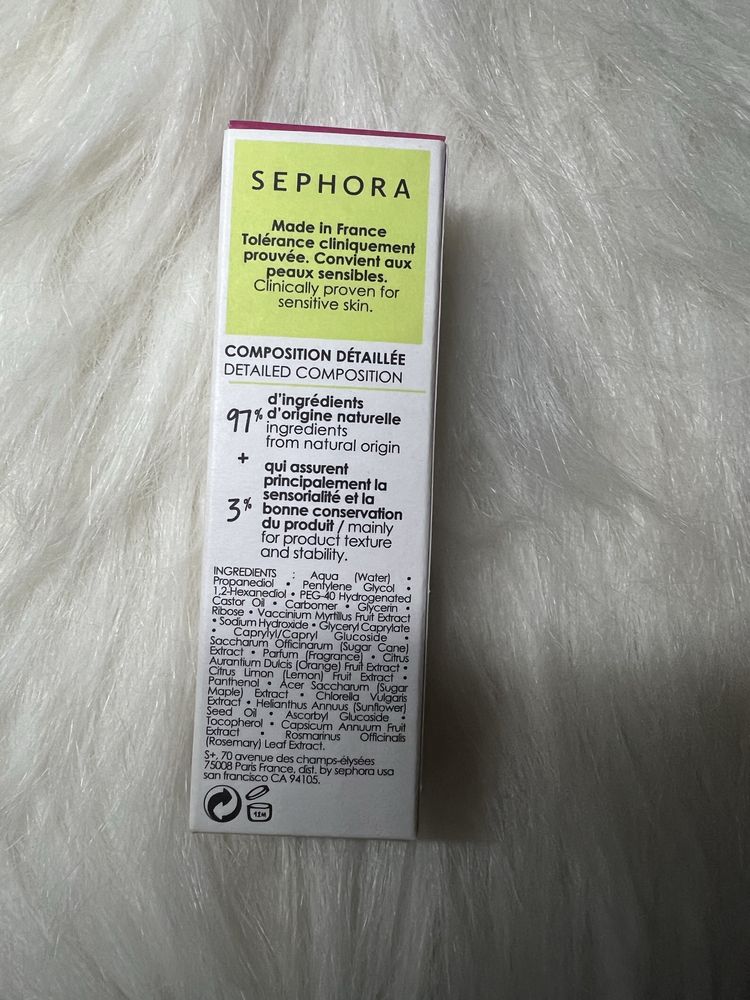 SEPHORA
Made in France
Tolérance cliniquement
prouvée. Convient aux
peaux sensibles.
Clinically proven for
sensitive skin.
COMPOSITION DÉTAILLÉE
DETAILED COMPOSITION
97% d'ingrédients
d'origine naturelle
ingredients
from natural origin
+
3% qui assurent
principalement la
sensorialité et la
bonne conservation
du produit / mainly
for product texture
and stability.
INGREDIENTS : Aqua (Water) •
Propanediol • Pentylene Glycol •
1,2-Hexanediol • PEG-40 Hydrogenated
Castor Oil • Carbomer • Glycerin •
Ribose • Vaccinium Myrtillus Fruit Extract
• Sodium Hydroxide • Glyceryl Caprylate
• Caprylyl/Capryl Glucoside •
Saccharum Officinarum (Sugar Cane)
Extract • Parfum (Fragrance) • Citrus
Aurantium Dulcis (Orange) Fruit Extract •
Citrus Limon (Lemon) Fruit Extract •
Panthenol • Acer Saccharum (Sugar
Maple) Extract • Chlorella Vulgaris
Extract • Helianthus Annuus (Sunflower)
Seed Oil • Ascorbyl Glucoside •
Tocopherol • Capsicum Annuum Fruit
Extract • Rosmarinus Officinalis
(Rosemary) Leaf Extract.
S+, 70 avenue des champs-élysées
75008 Paris France, dist. by sephora usa
san francisco CA 94105.
12M